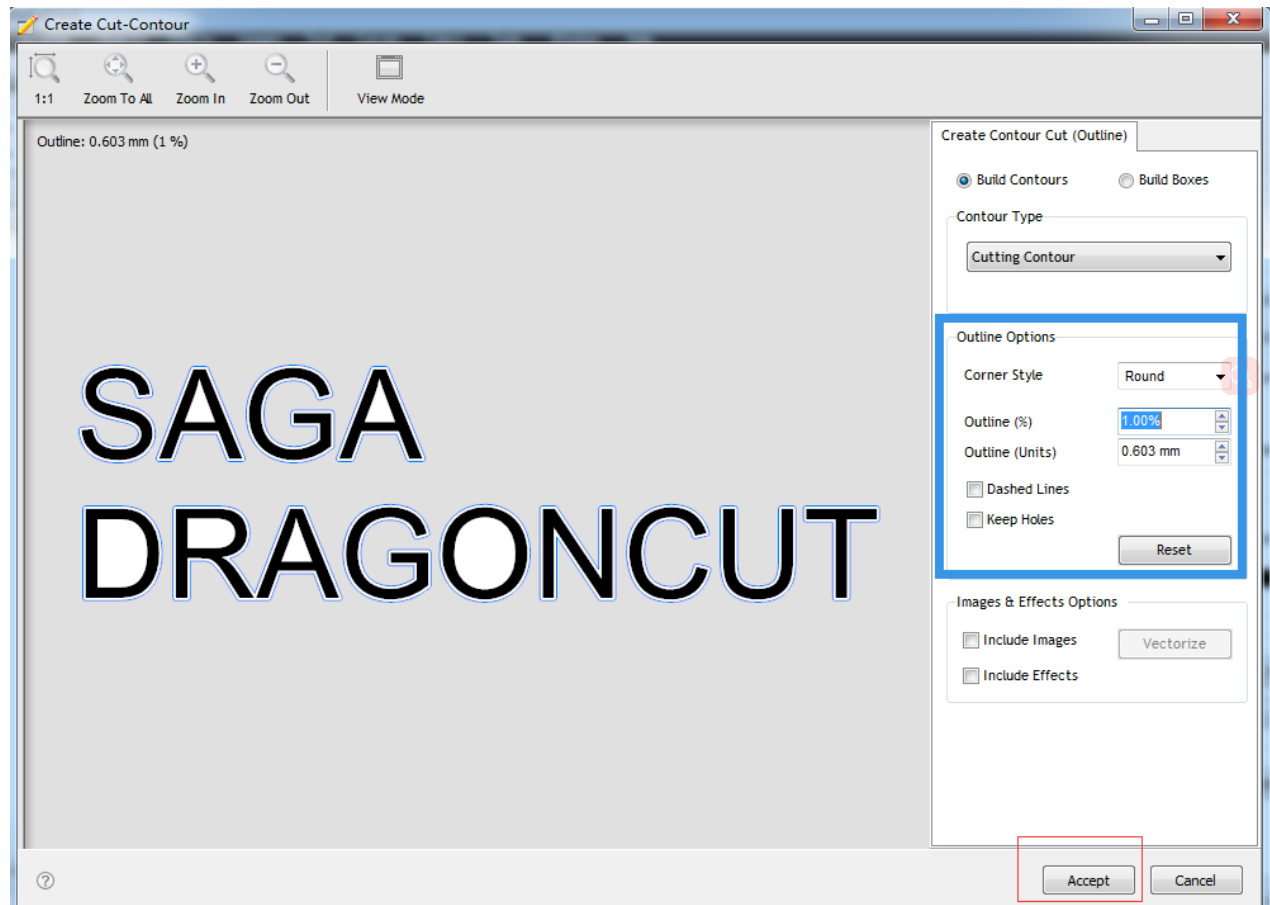 Create Cut-Contour
1:1 Zoom To All Zoom In Zoom Out View Mode
Outline: 0.603 mm (1 %)
SAGA
DRAGONCUT
Create Contour Cut (Outline)
Build Contours Build Boxes
Contour Type
Cutting Contour
Outline Options
Corner Style Round
Outline (%) 1.00%
Outline (Units) 0.603 mm
Dashed Lines
Keep Holes
Reset
Images & Effects Options
Include Images Vectorize
Include Effects
? Accept Cancel